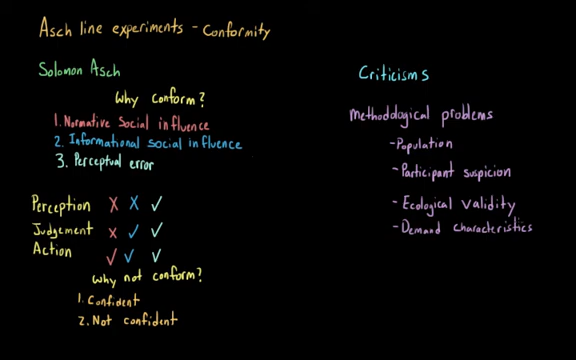 Asch line experiments - Conformity
Solomon Asch
Why conform?
1. Normative Social influence
2. Informational social influence
3. Perceptual error
Perception X X ✓
Judgement X ✓ ✓
Action ✓ ✓ ✓
Why not conform?
1. Confident
2. Not confident
Criticisms
Methodological problems
- Population
- Participant suspicion
- Ecological validity
- Demand characteristics